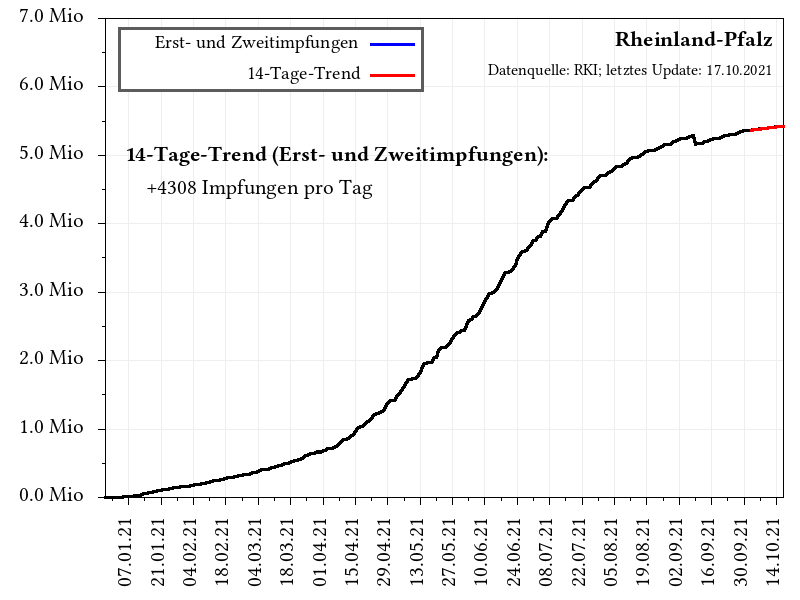 7.0 Mio
6.0 Mio
5.0 Mio
4.0 Mio
3.0 Mio
2.0 Mio
1.0 Mio
0.0 Mio
Erst- und Zweitimpfungen
14-Tage-Trend
Rheinland-Pfalz
Datenquelle: RKI; letztes Update: 17.10.2021
14-Tage-Trend (Erst- und Zweitimpfungen):
+4308 Impfungen pro Tag
07.01.21
21.01.21
04.02.21
18.02.21
04.03.21
18.03.21
01.04.21
15.04.21
29.04.21
13.05.21
27.05.21
10.06.21
24.06.21
08.07.21
22.07.21
05.08.21
19.08.21
02.09.21
16.09.21
30.09.21
14.10.21